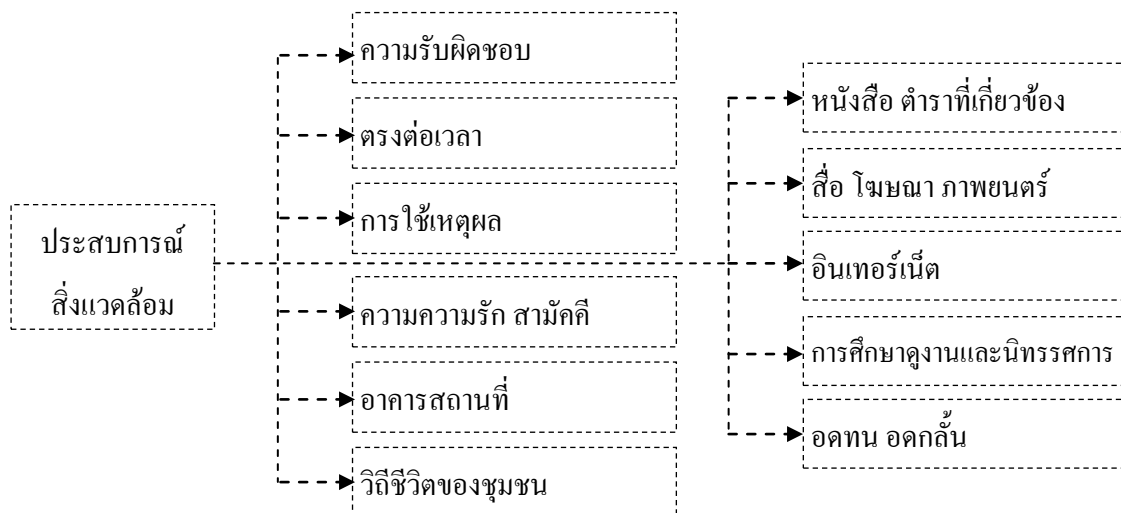 ประสบการณ์
สิ่งแวดล้อม
ความรับผิดชอบ
ตรงต่อเวลา
การใช้เหตุผล
ความความรัก สามัคคี
อาคารสถานที่
วิถีชีวิตของชุมชน
หนังสือ ตำราที่เกี่ยวข้อง
สื่อ โฆษณา ภาพยนตร์
อินเทอร์เน็ต
การศึกษาดูงานและนิทรรศการ
อดทน อดกลั้น